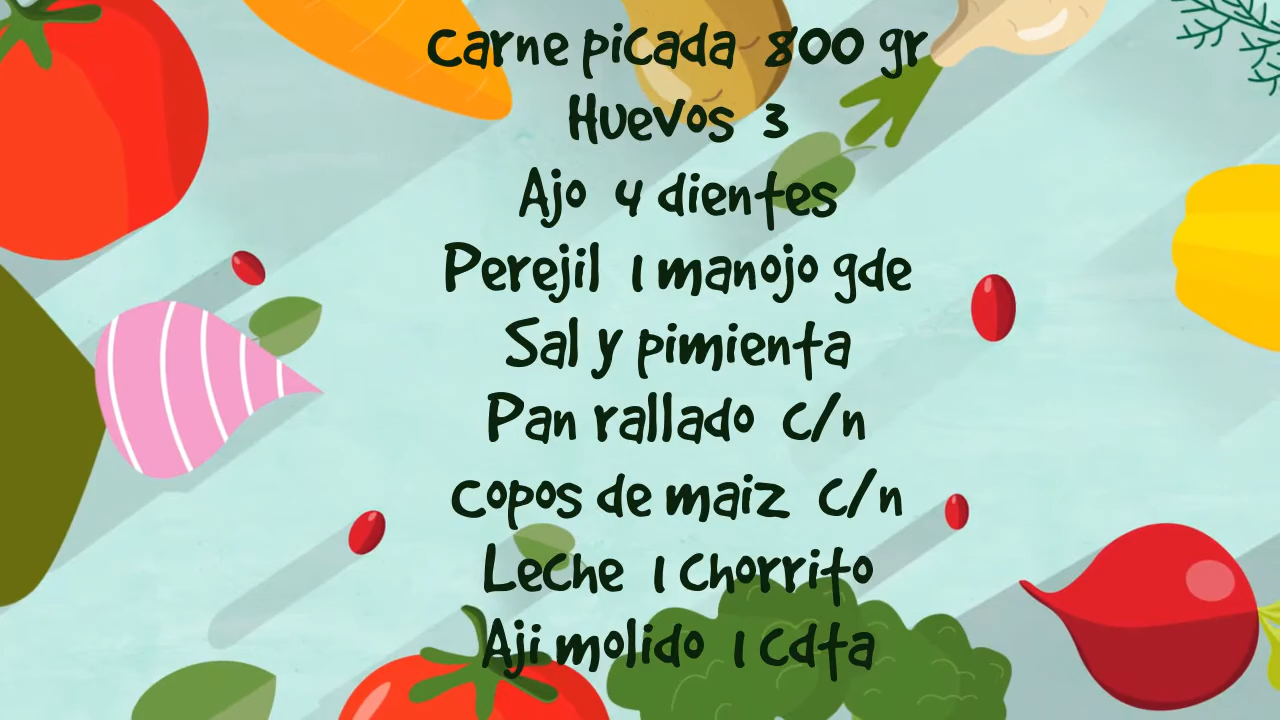 Carne picada 800 gr
Huevos 3
Ajo 4 dientes
Perejil 1 manojo gde
Sal y pimienta
Pan rallado c/n
Copos de maiz c/n
Leche 1 chorrito
Aji molido 1 cdta